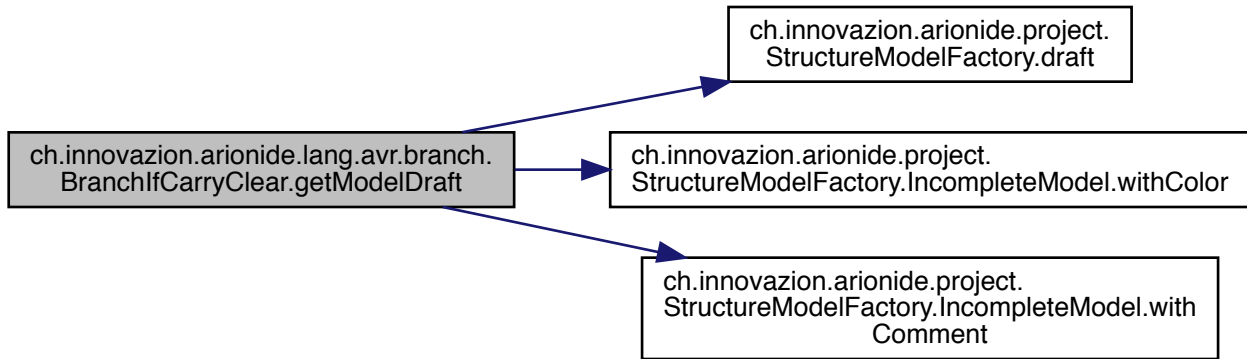 ch.innovazion.arionide.project.
StructureModelFactory.draft
ch.innovazion.arionide.lang.avr.branch.
BranchIfCarryClear.getModelDraft
ch.innovazion.arionide.project.
StructureModelFactory.IncompleteModel.withColor
ch.innovazion.arionide.project.
StructureModelFactory.IncompleteModel.with
Comment